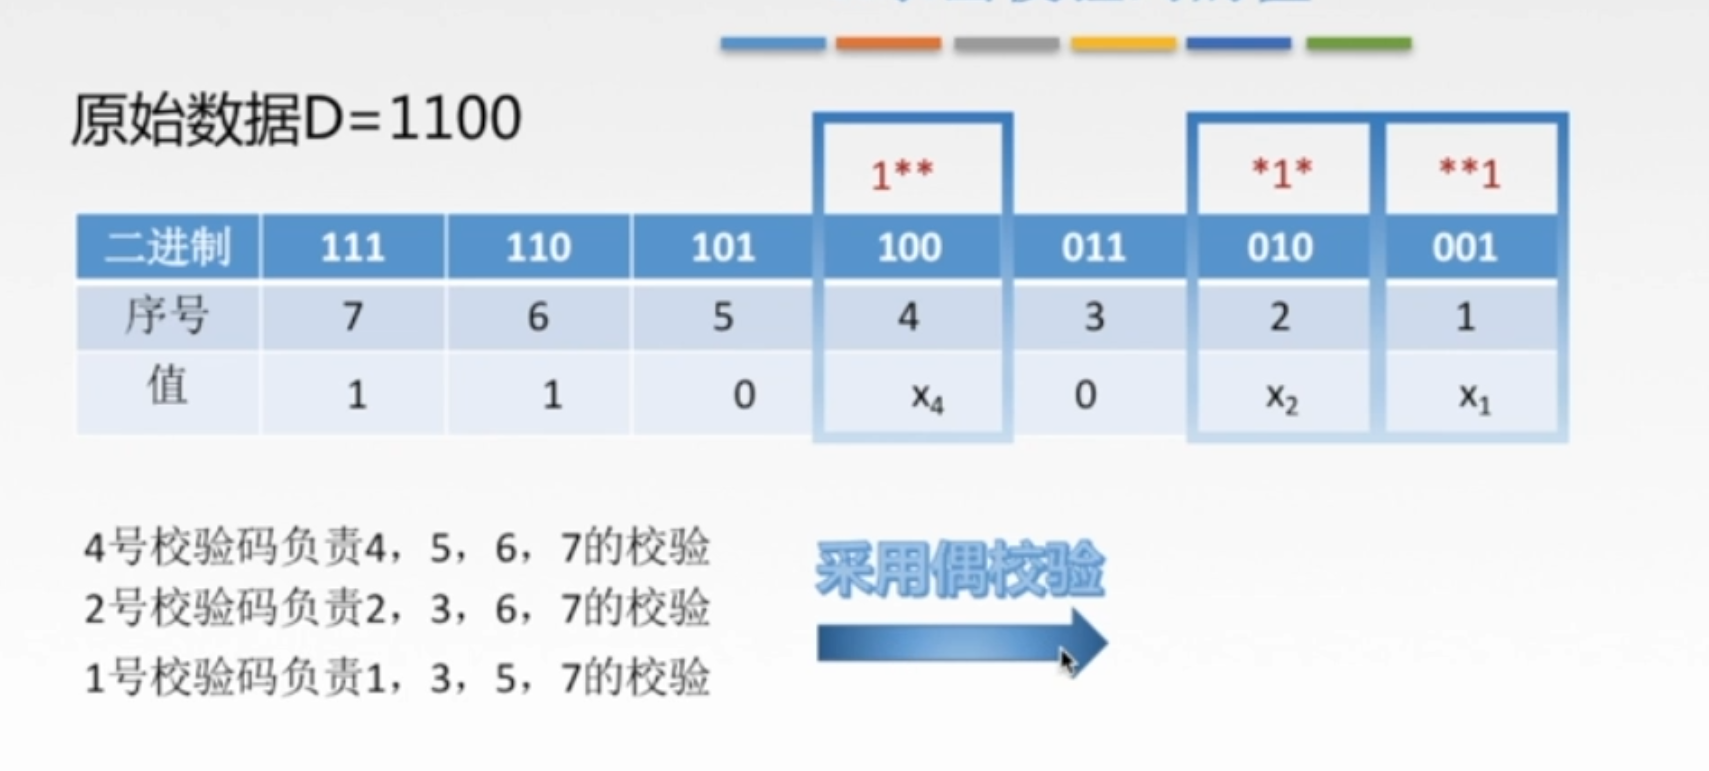 原始数据D=1100
1** *1* **1
二进制 111 110 101 100 011 010 001
序号 7 6 5 4 3 2 1
值 1 1 0 x₄ 0 x₂ x₁
4号校验码负责4，5，6，7的校验
2号校验码负责2，3，6，7的校验
1号校验码负责1，3，5，7的校验
采用偶校验